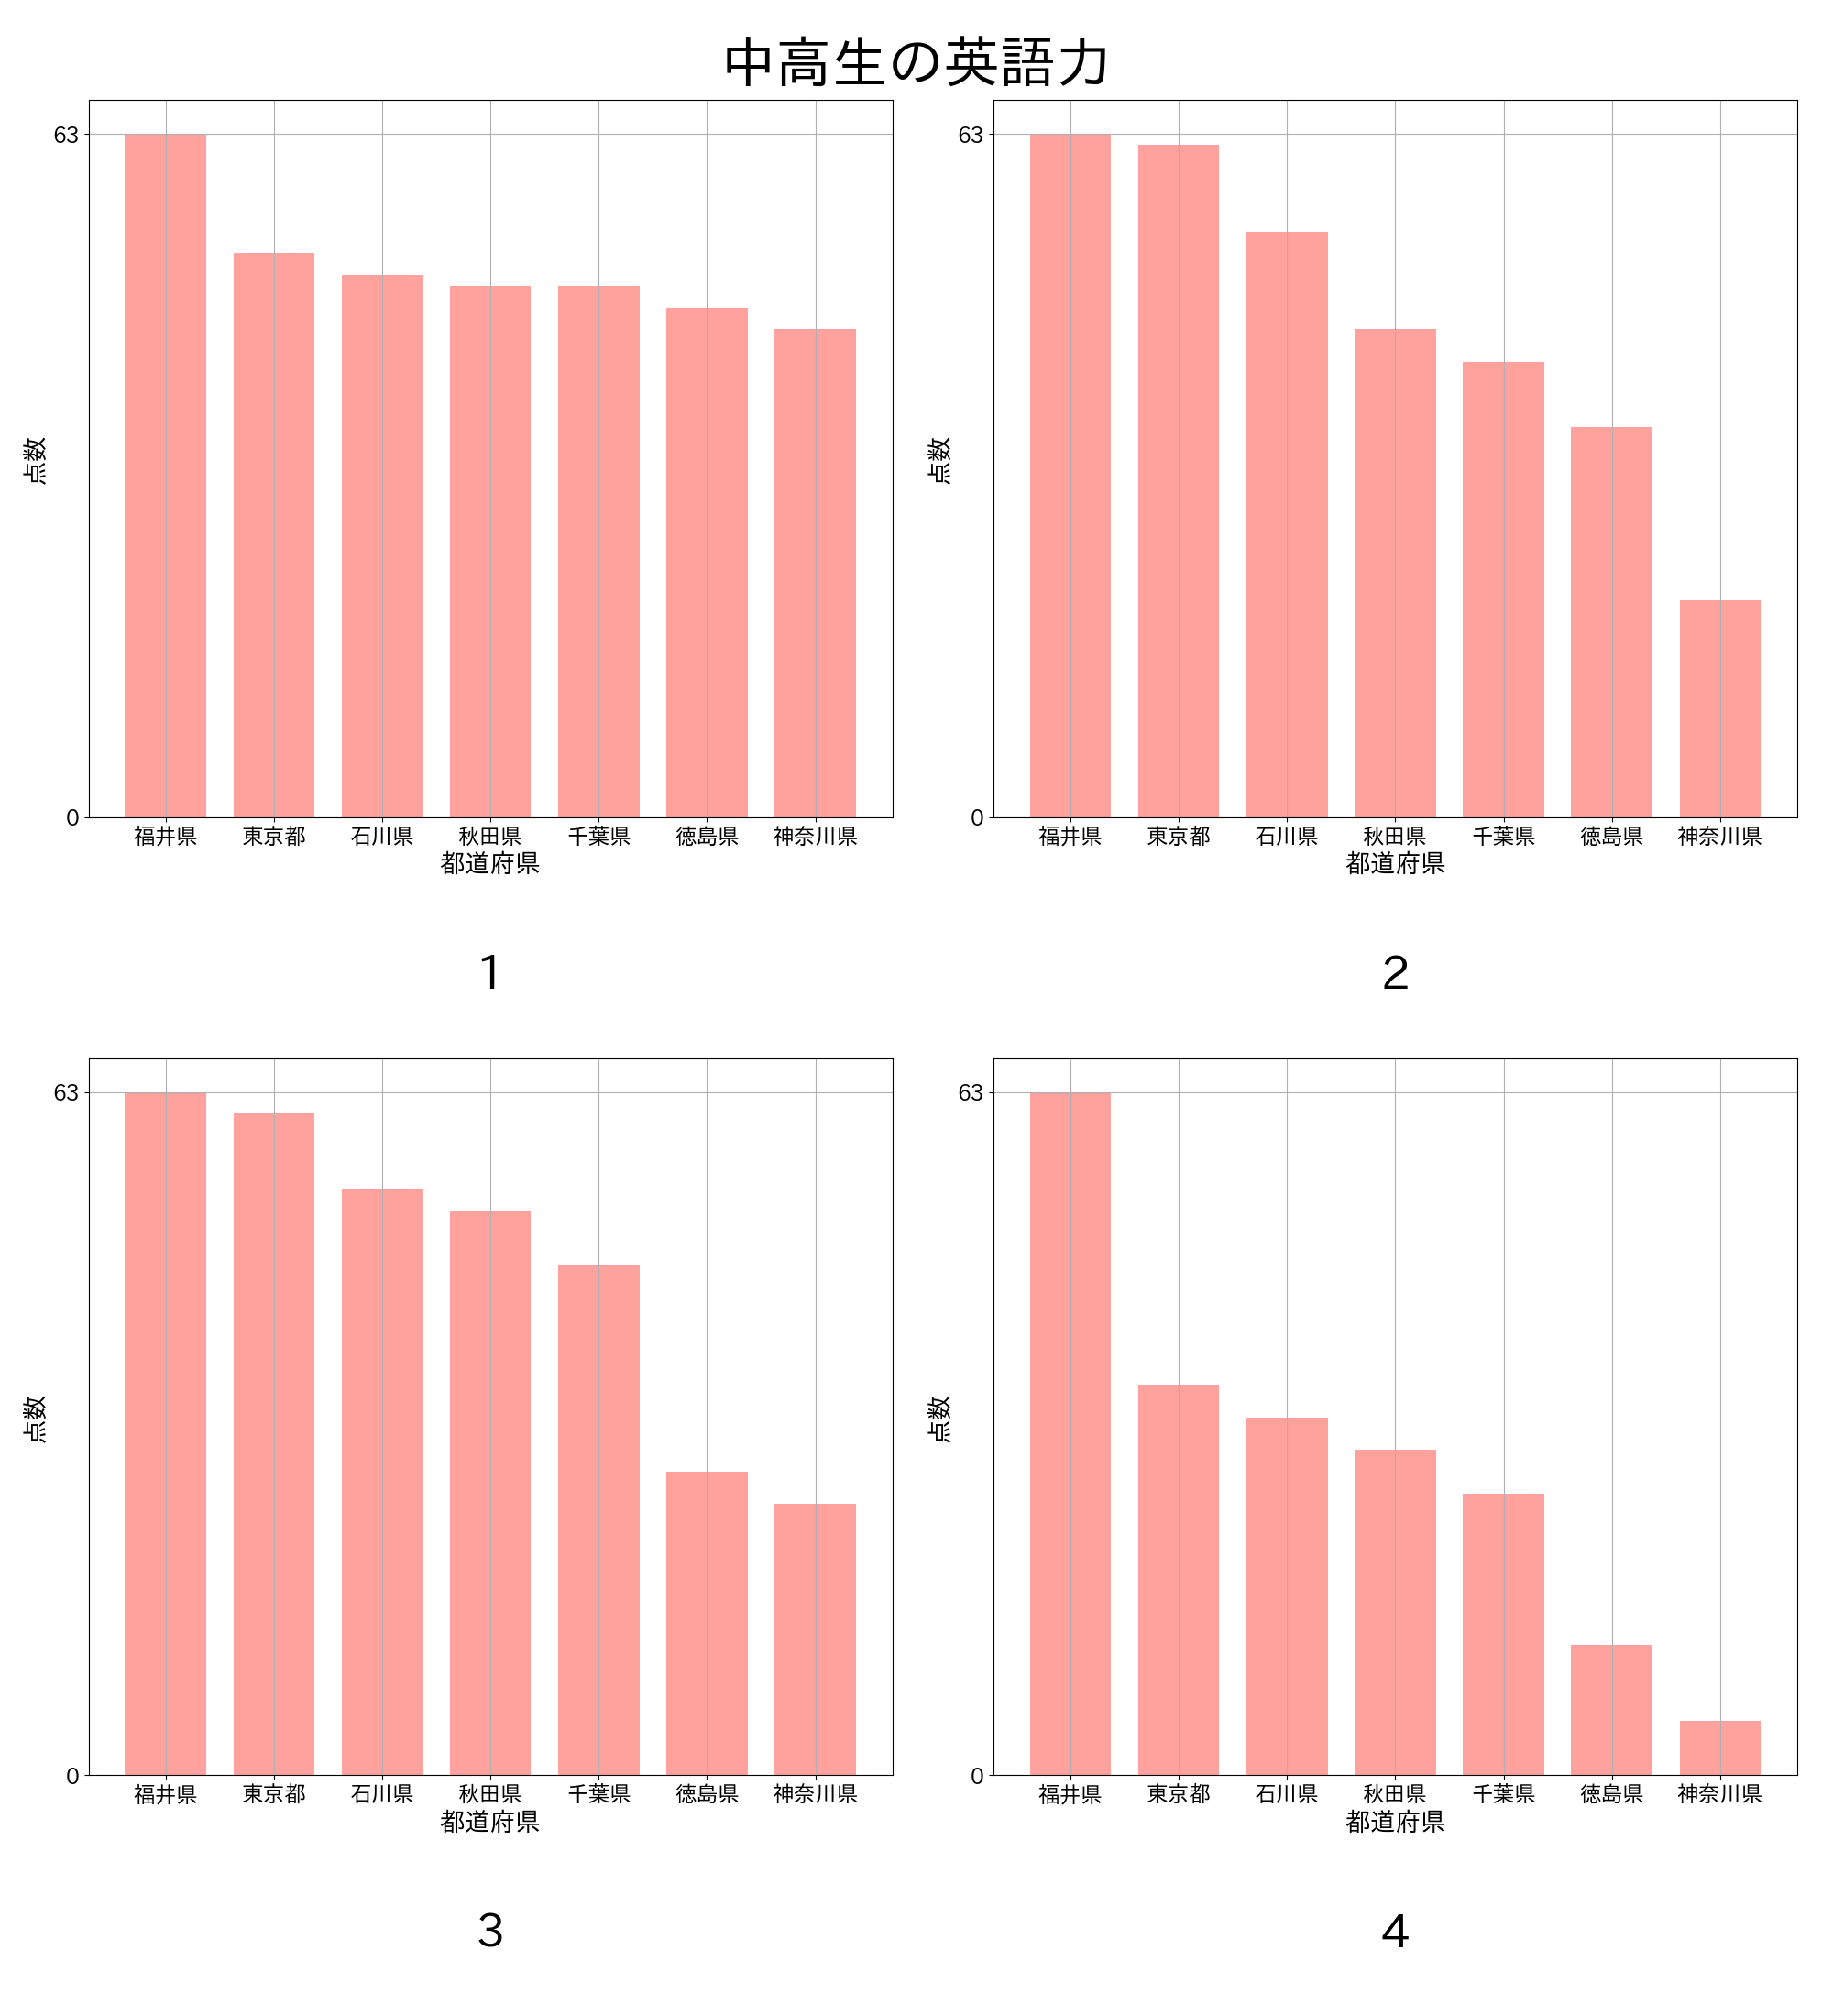 中高生の英語力
63
0
点数
福井県 東京都 石川県 秋田県 千葉県 徳島県 神奈川県
都道府県
1
63
0
点数
福井県 東京都 石川県 秋田県 千葉県 徳島県 神奈川県
都道府県
2
63
0
点数
福井県 東京都 石川県 秋田県 千葉県 徳島県 神奈川県
都道府県
3
63
0
点数
福井県 東京都 石川県 秋田県 千葉県 徳島県 神奈川県
都道府県
4